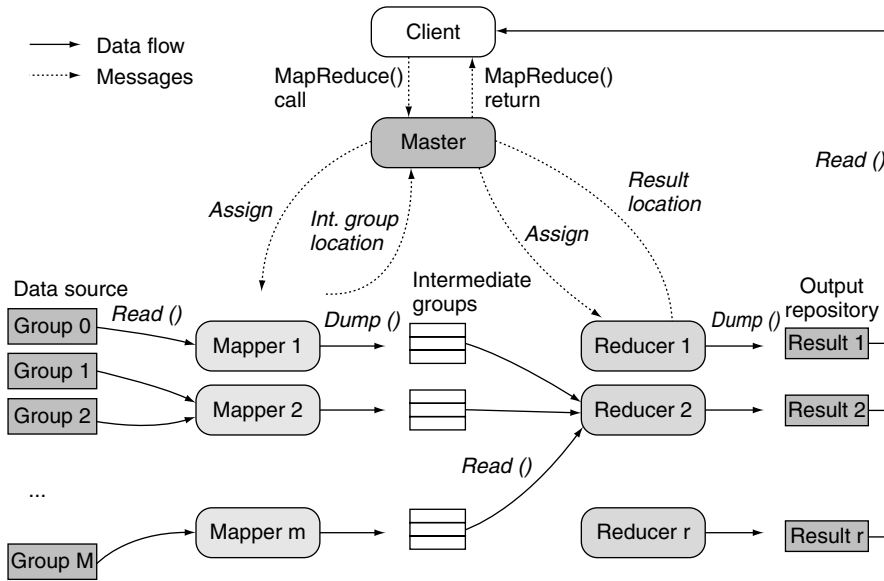 Client
Data flow
Messages
MapReduce()
call
MapReduce()
return
Master
Read ()
Assign
Int. group
location
Assign
Result
location
Data source
Intermediate
groups
Output
repository
Group 0
Read ()
Mapper 1
Dump ()
Reducer 1
Dump ()
Result 1
Group 1
Group 2
Mapper 2
Reducer 2
Result 2
Read ()
...
Group M
Mapper m
Reducer r
Result r